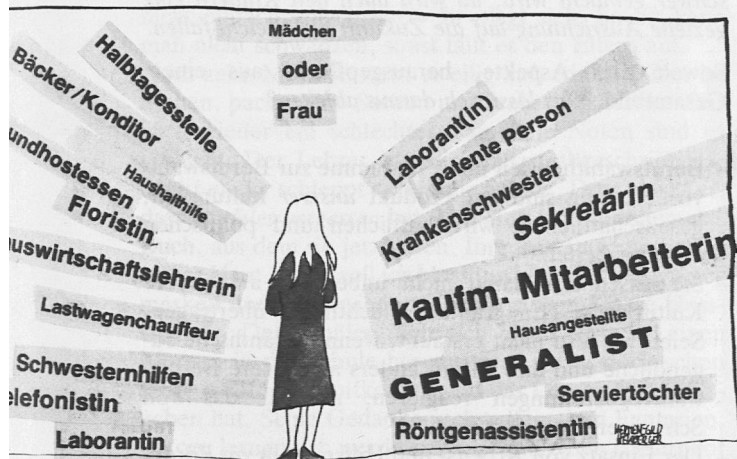 Mädchen
oder
Frau
Halbtagesstelle
Bäcker/Konditor
undhostessen
Haushalthilfe
Floristin
uswirtschaftslehrerin
Lastwagenchauffeur
Schwesternhilfen
elefonistin
Laborantin
Laborant(in)
patente Person
Krankenschwester
Sekretärin
kaufm. Mitarbeiterin
Hausangestellte
GENERALIST
Serviertöchter
Röntgenassistentin